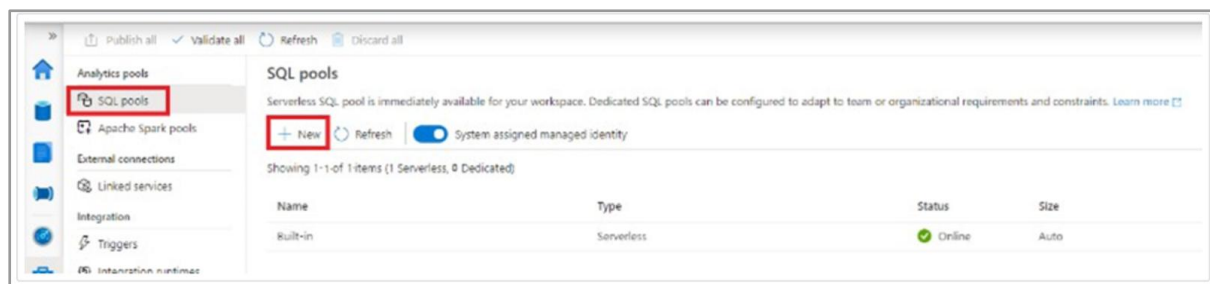 Publish all Validate all Refresh Discard all
Analytics pools
SQL pools
Apache Spark pools
External connections
Linked services
Integration
Triggers
Integration runtimes
SQL pools
Serverless SQL pool is immediately available for your workspace. Dedicated SQL pools can be configured to adapt to team or organizational requirements and constraints. Learn more
New Refresh System assigned managed identity
Showing 1-1 of 1 items (1 Serverless, 0 Dedicated)
Name Type Status Size
Built-in Serverless Online Auto